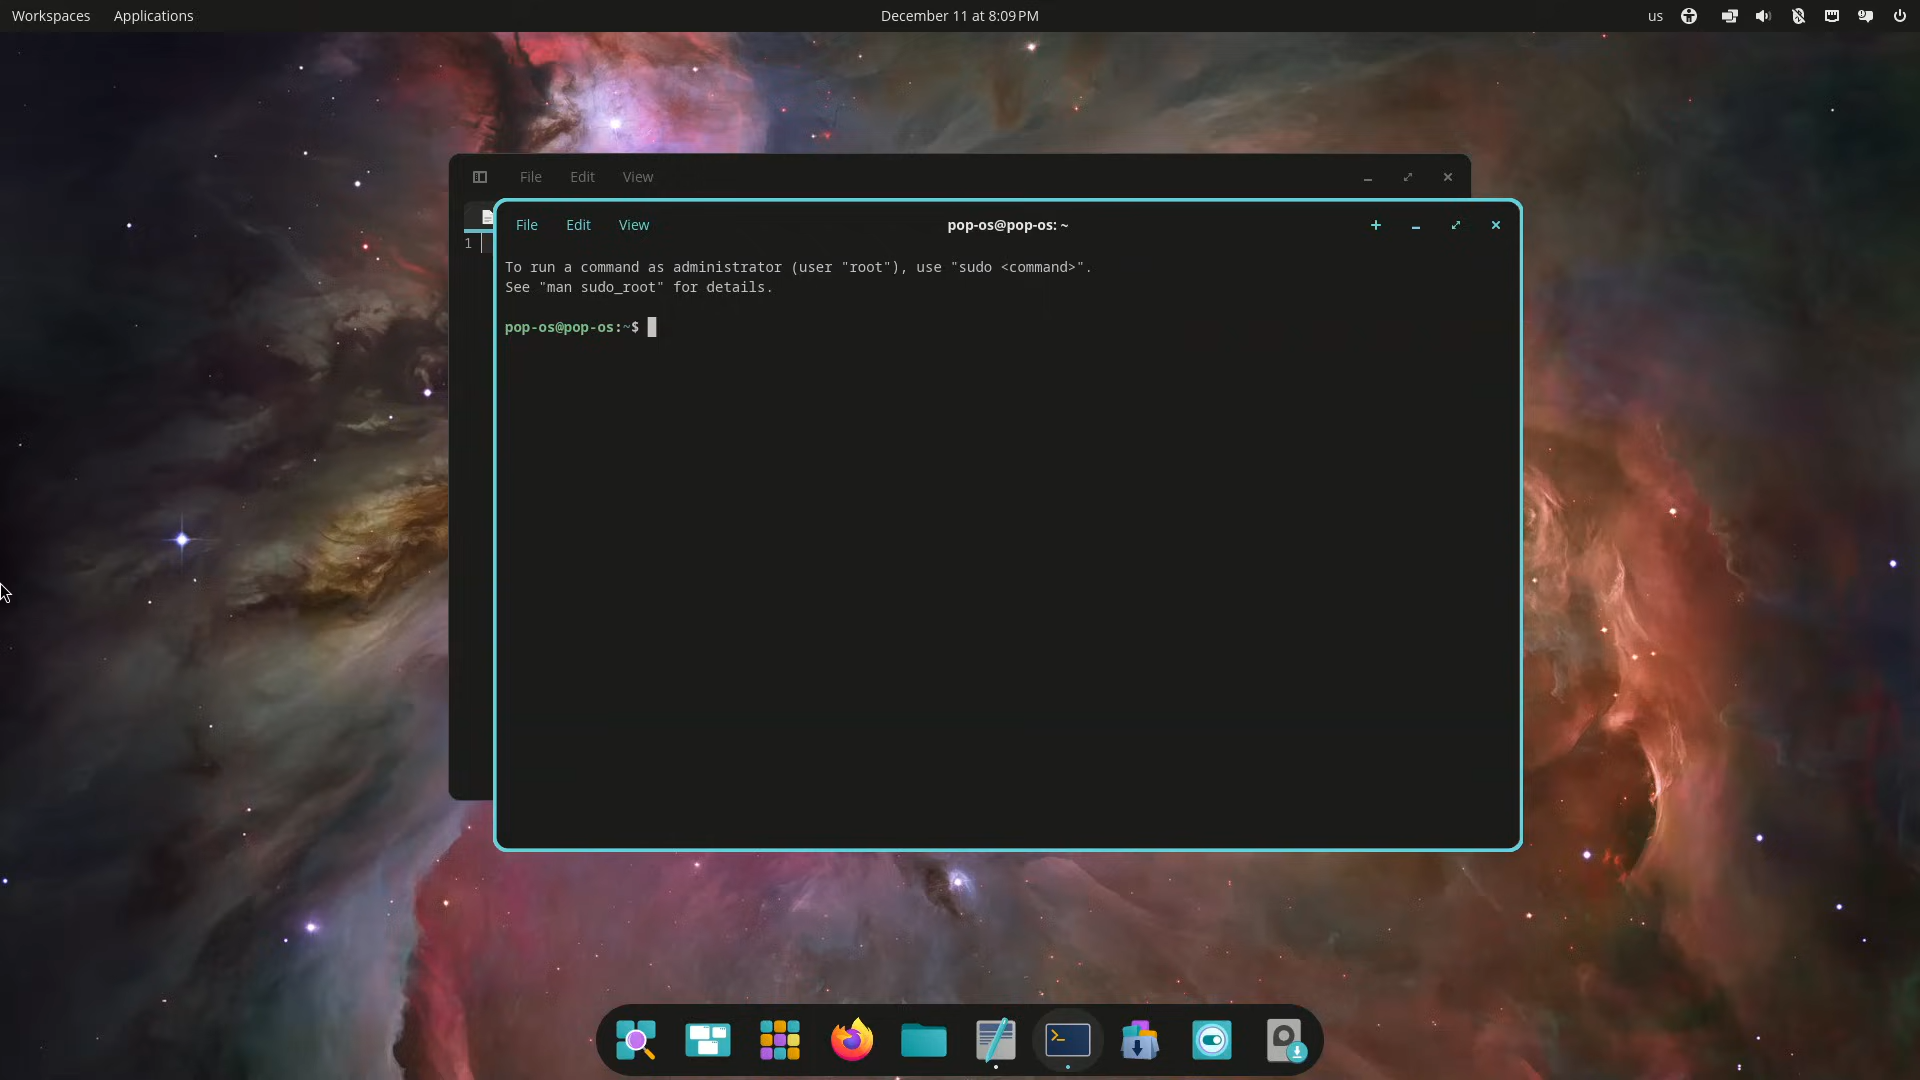 Workspaces Applications December 11 at 8:09 PM us
File Edit View
File Edit View pop-os@pop-os: ~
1
To run a command as administrator (user "root"), use "sudo <command>".
See "man sudo_root" for details.
pop-os@pop-os:~$